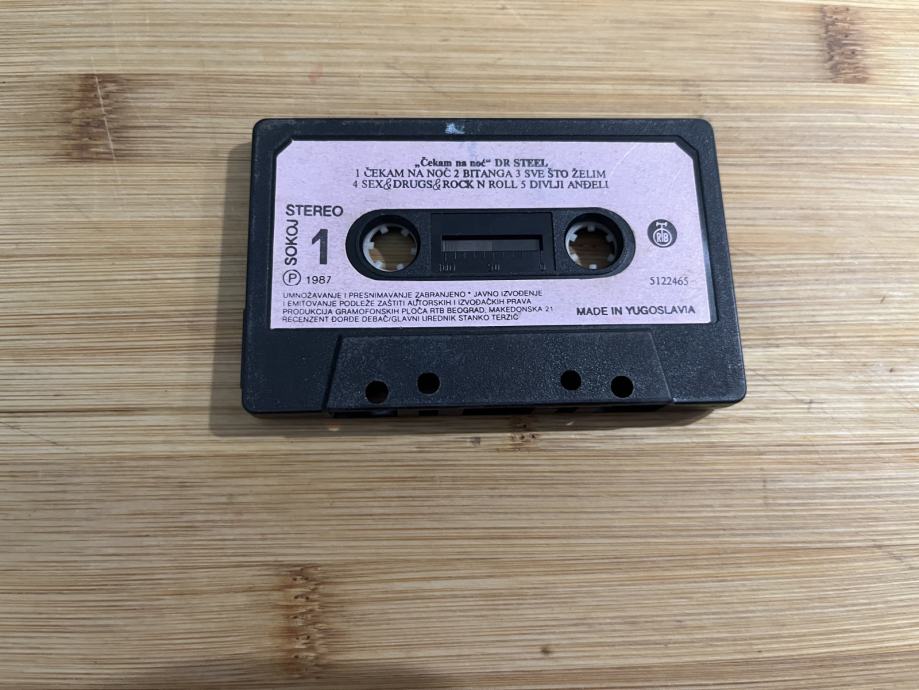 „Čekam na noć“ DR STEEL
1 ČEKAM NA NOĆ 2 BITANGA 3 SVE ŠTO ŽELIM
4 SEX&DRUGS&ROCK N ROLL 5 DIVLJI ANĐELI
STEREO
SOKOJ
1
Ⓟ 1987
RTB
5122465
UMNOŽAVANJE I PRESNIMAVANJE ZABRANJENO * JAVNO IZVOĐENJE
I EMITOVANJE PODLEŽE ZAŠTITI AUTORSKIH I IZVOĐAČKIH PRAVA
PRODUKCIJA GRAMOFONSKIH PLOČA RTB BEOGRAD, MAKEDONSKA 21
RECENZENT ĐORĐE DEBAČ/GLAVNI UREDNIK STANKO TERZIĆ
MADE IN YUGOSLAVIA
100 50 0